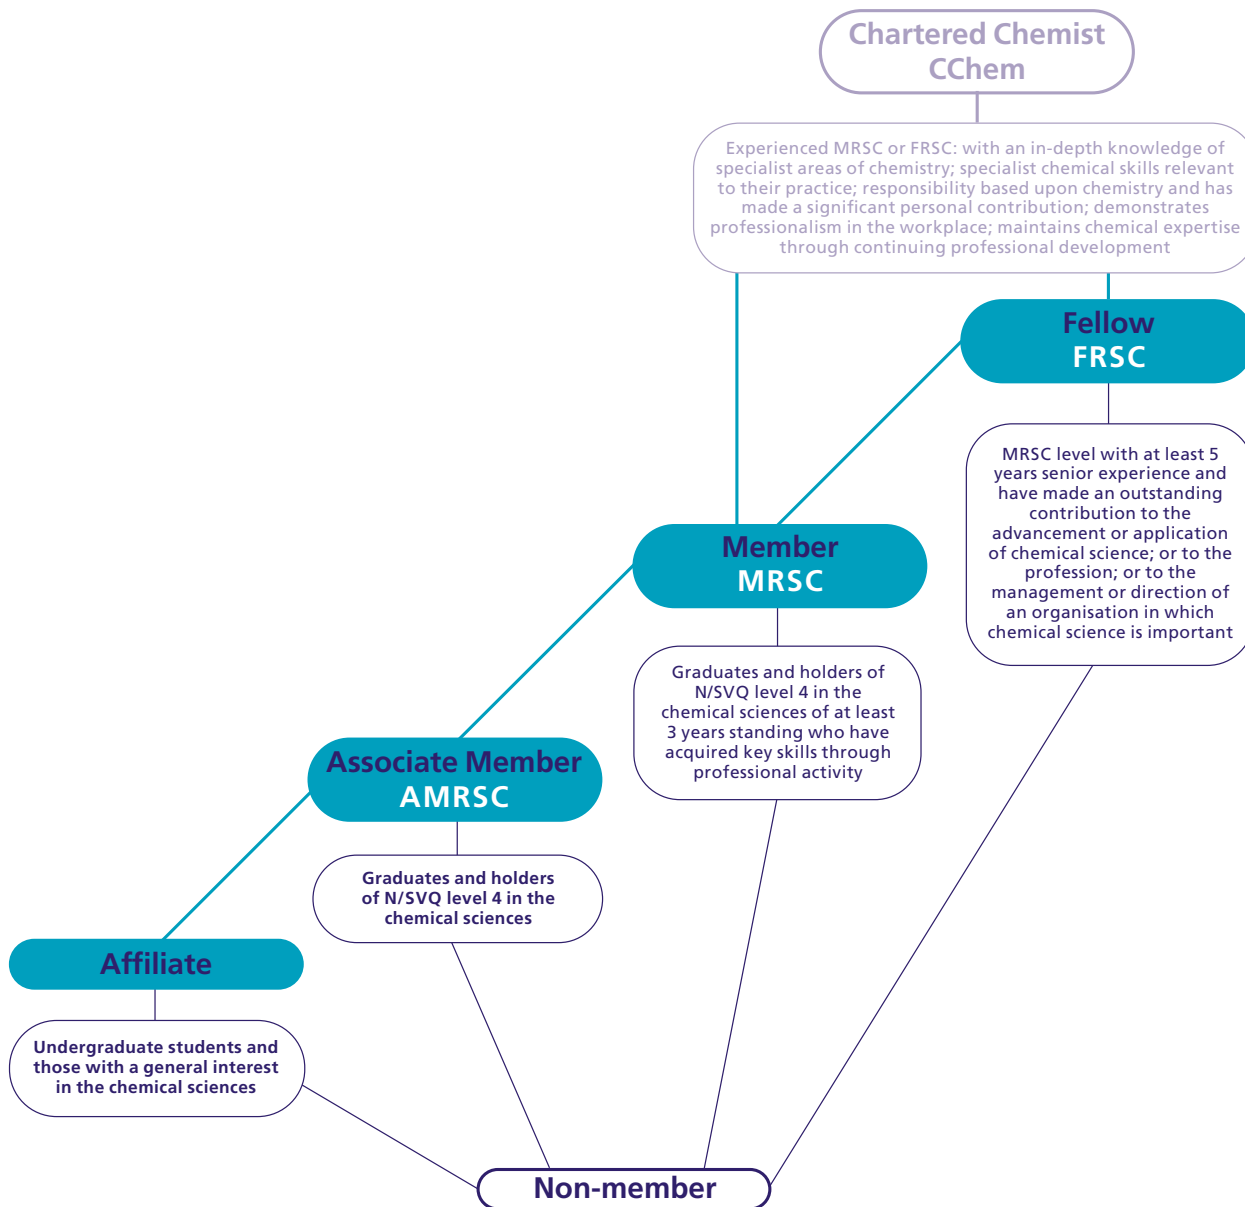 Chartered Chemist
CChem
Experienced MRSC or FRSC: with an in-depth knowledge of
specialist areas of chemistry; specialist chemical skills relevant
to their practice; responsibility based upon chemistry and has
made a significant personal contribution; demonstrates
professionalism in the workplace; maintains chemical expertise
through continuing professional development
Fellow
FRSC
MRSC level with at least 5
years senior experience and
have made an outstanding
contribution to the
advancement or application
of chemical science; or to the
profession; or to the
management or direction of
an organisation in which
chemical science is important
Member
MRSC
Graduates and holders of
N/SVQ level 4 in the
chemical sciences of at least
3 years standing who have
acquired key skills through
professional activity
Associate Member
AMRSC
Graduates and holders
of N/SVQ level 4 in the
chemical sciences
Affiliate
Undergraduate students and
those with a general interest
in the chemical sciences
Non-member